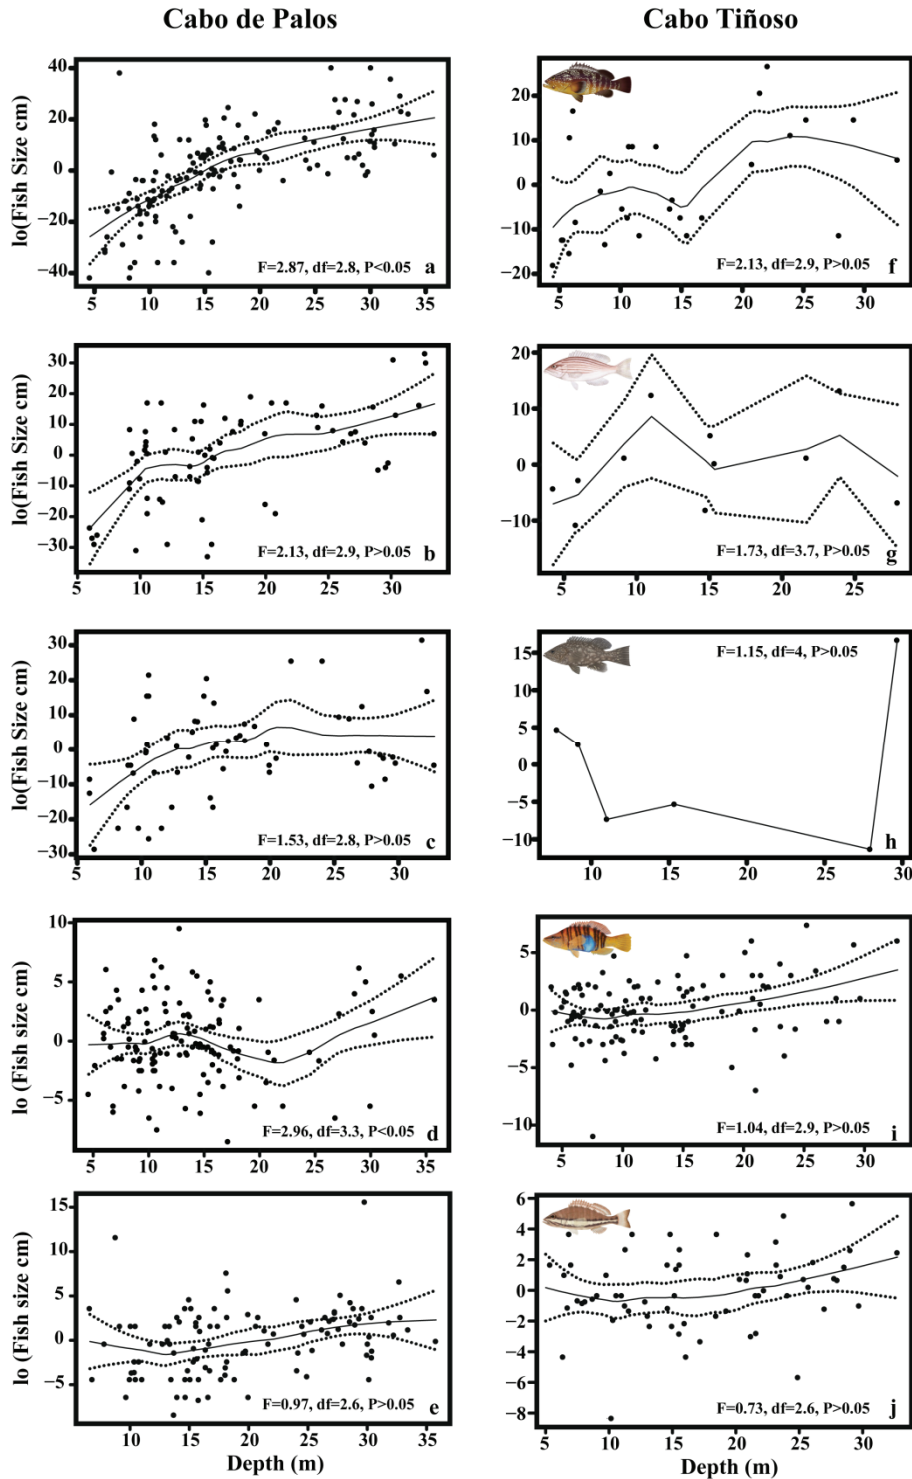 Cabo de Palos
Cabo Tiñoso
lo(Fish Size cm)
40
20
0
−20
−40
F=2.87, df=2.8, P<0.05
a
5 10 15 20 25 30 35
20
10
0
−10
−20
F=2.13, df=2.9, P>0.05
f
5 10 15 20 25 30
lo(Fish Size cm)
30
20
10
0
−10
−20
−30
F=2.13, df=2.9, P>0.05
b
5 10 15 20 25 30
20
10
0
−10
F=1.73, df=3.7, P>0.05
g
5 10 15 20 25
lo(Fish Size cm)
30
20
10
0
−10
−20
−30
F=1.53, df=2.8, P>0.05
c
5 10 15 20 25 30
F=1.15, df=4, P>0.05
15
10
5
0
−5
−10
h
10 15 20 25 30
lo (Fish size cm)
10
5
0
−5
F=2.96, df=3.3, P<0.05
d
5 10 15 20 25 30 35
5
0
−5
−10
F=1.04, df=2.9, P>0.05
i
5 10 15 20 25 30
lo (Fish size cm)
15
10
5
0
−5
F=0.97, df=2.6, P>0.05
e
10 15 20 25 30 35
Depth (m)
6
4
2
0
−2
−4
−6
−8
F=0.73, df=2.6, P>0.05
j
5 10 15 20 25 30
Depth (m)